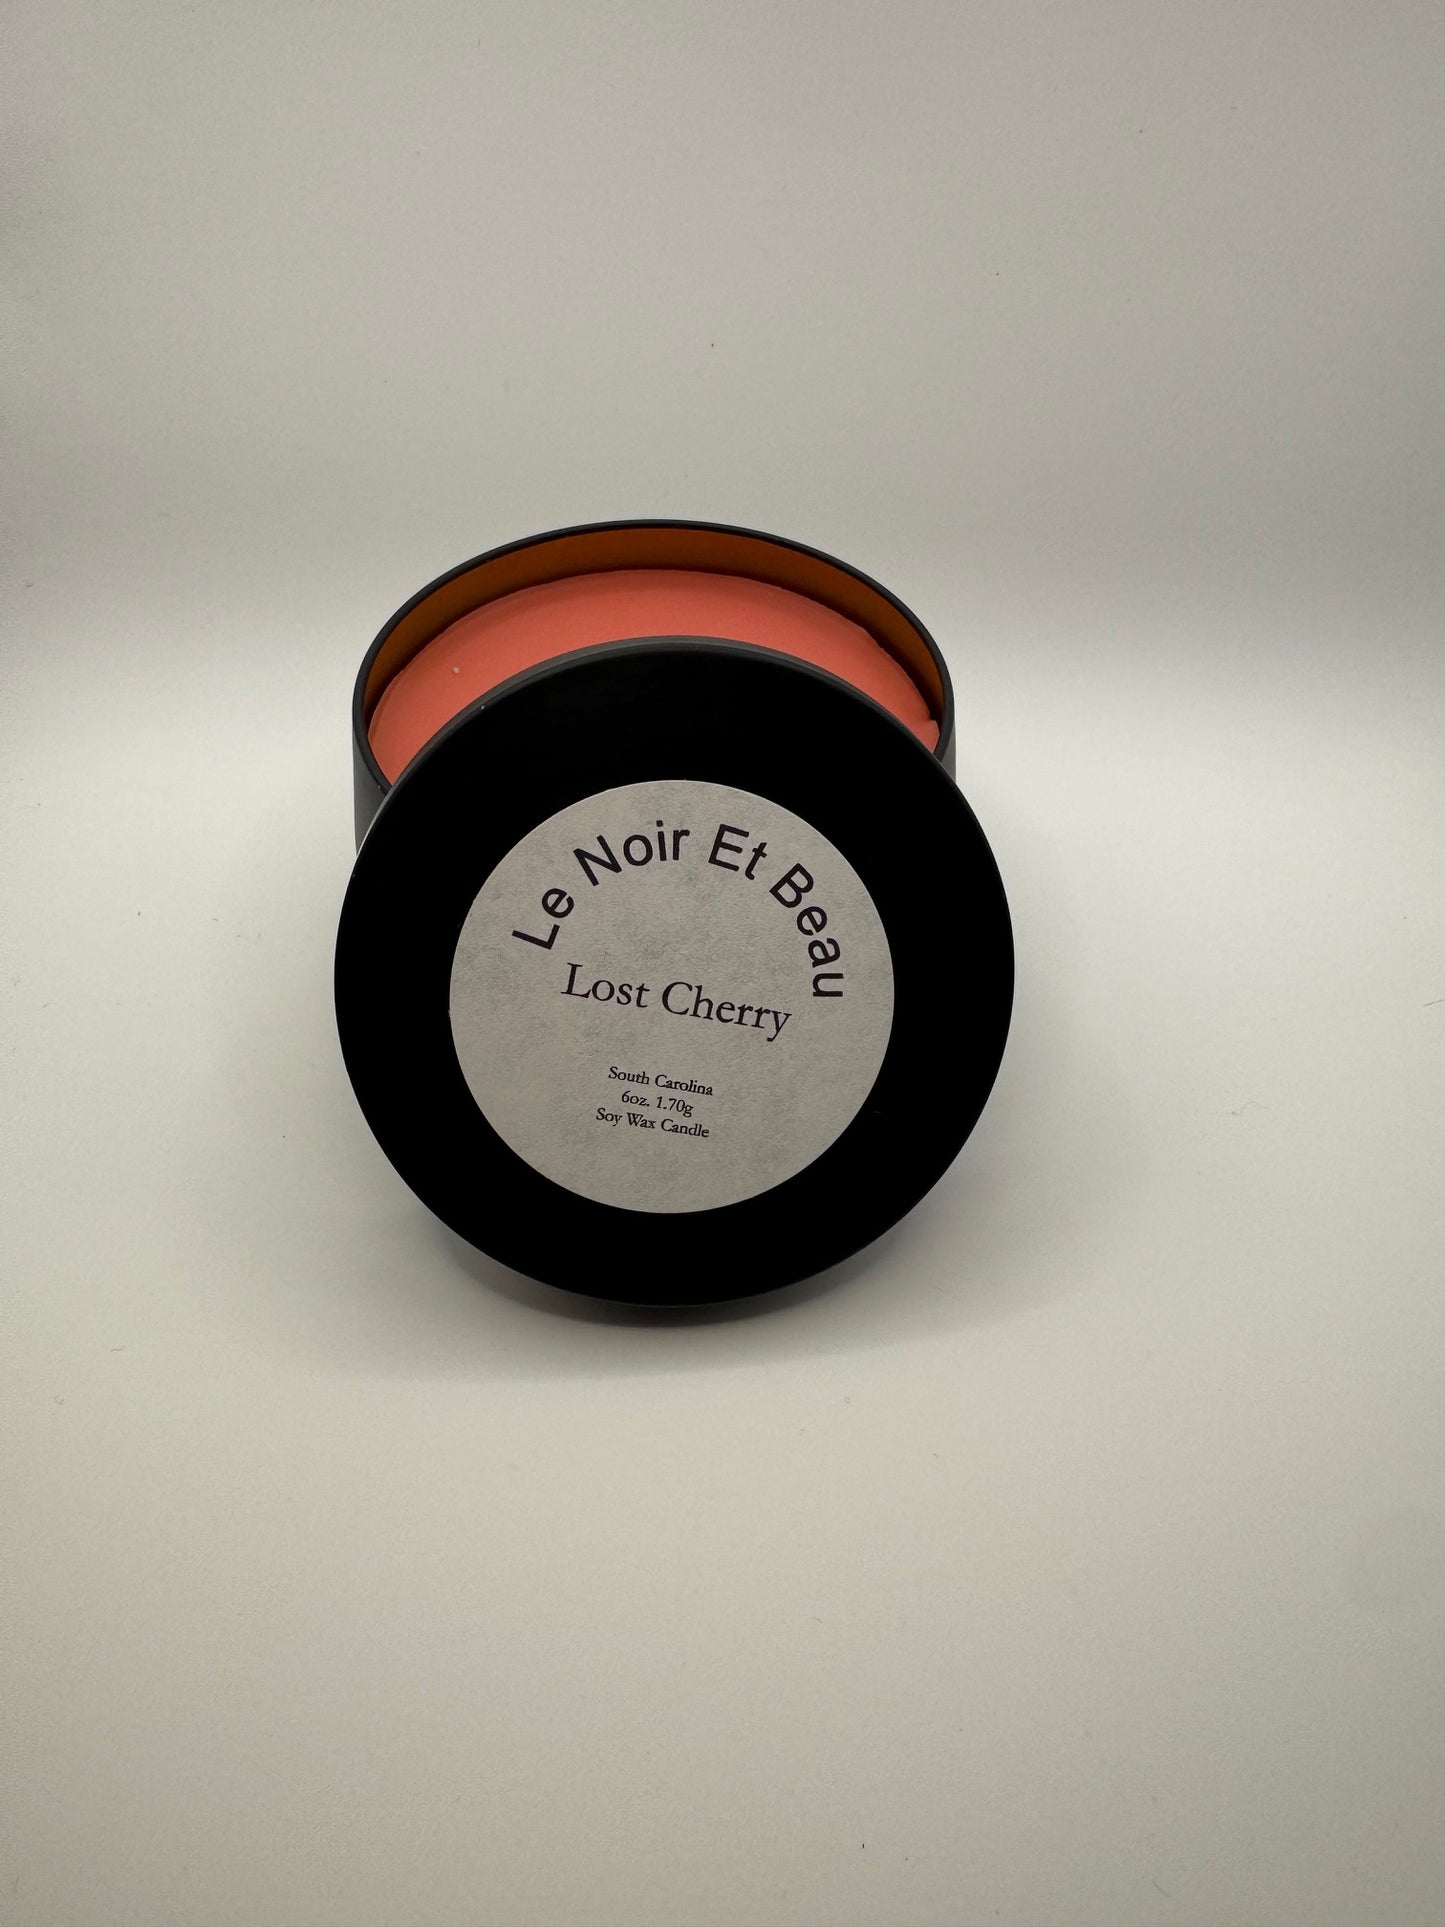 Le Noir Et Beau
Lost Cherry
South Carolina
6oz. 1.70g
Soy Wax Candle